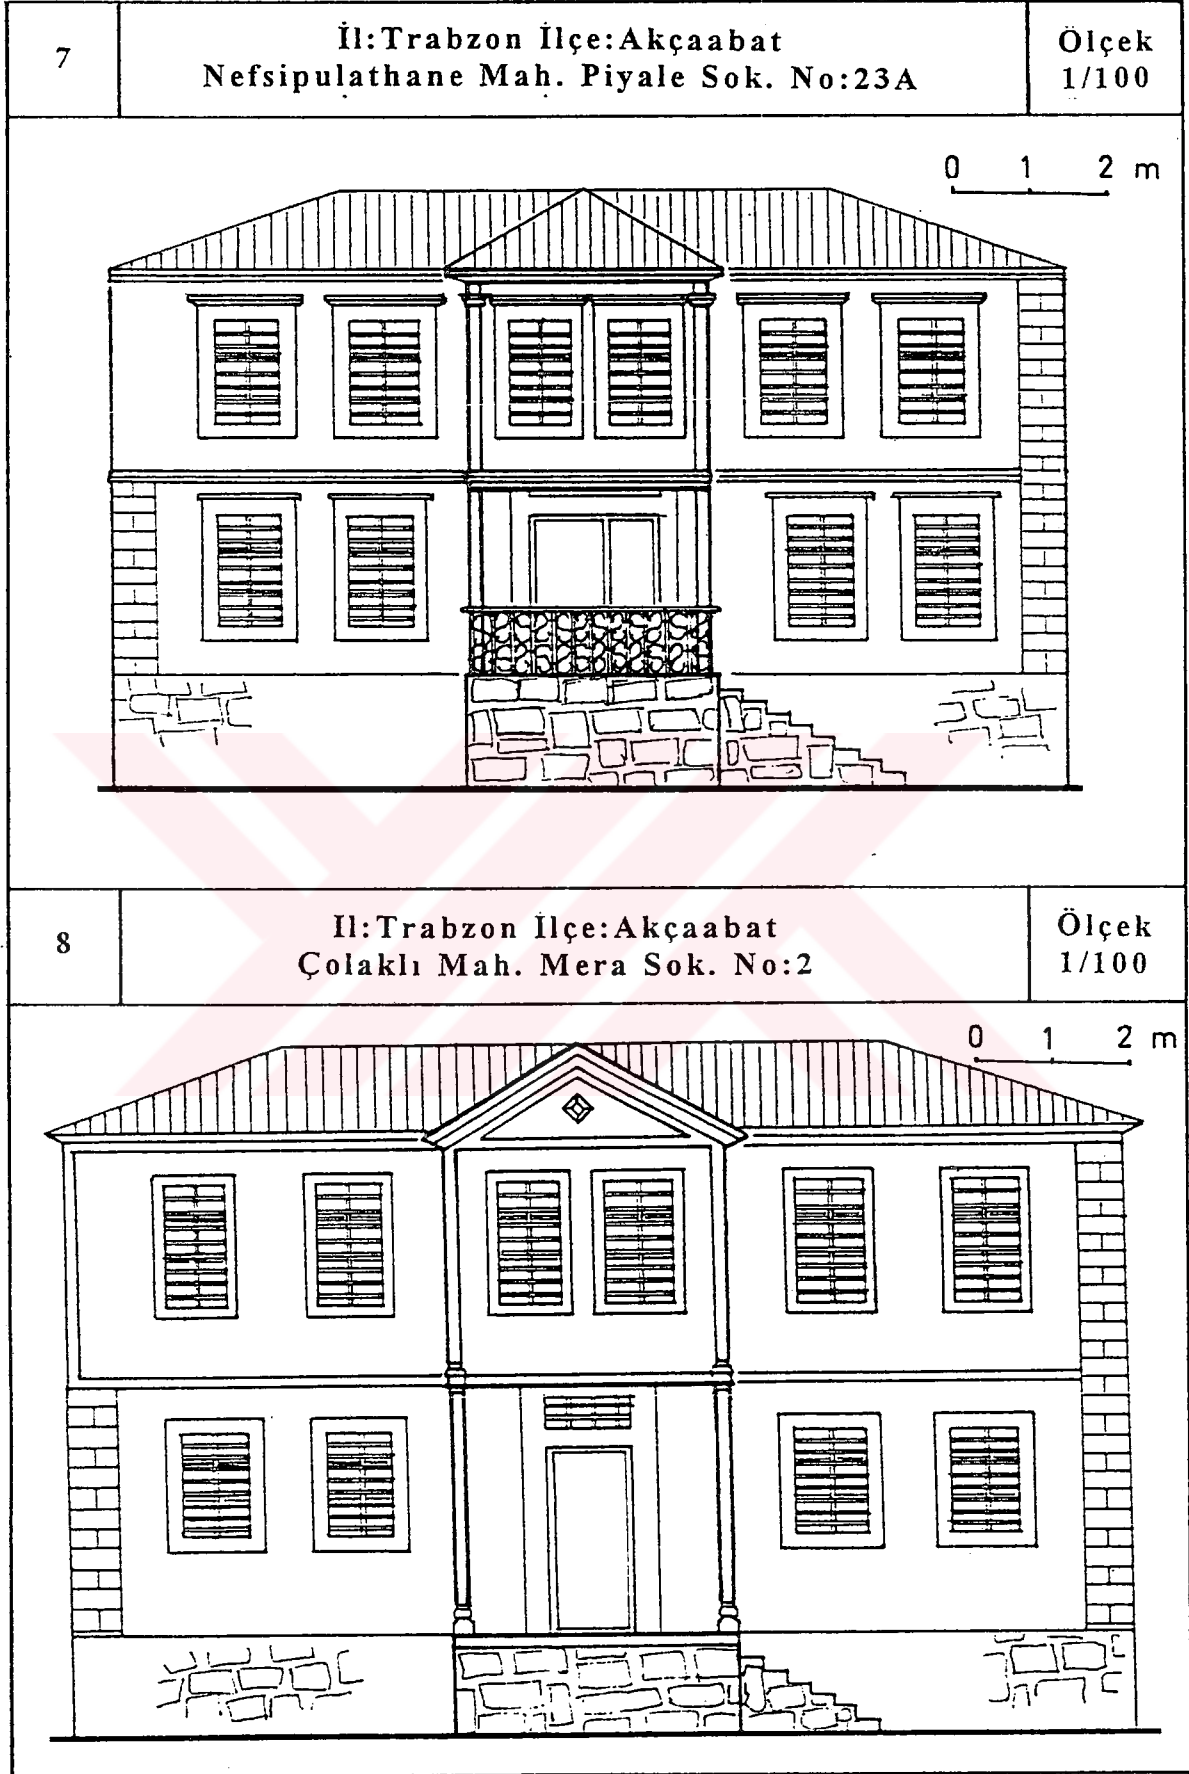 7
İl:Trabzon İlçe:Akçaabat
Nefsipulathane Mah. Piyale Sok. No:23A
Ölçek
1/100
0 1 2 m
8
Il:Trabzon İlçe:Akçaabat
Çolaklı Mah. Mera Sok. No:2
Ölçek
1/100
0 1 2 m